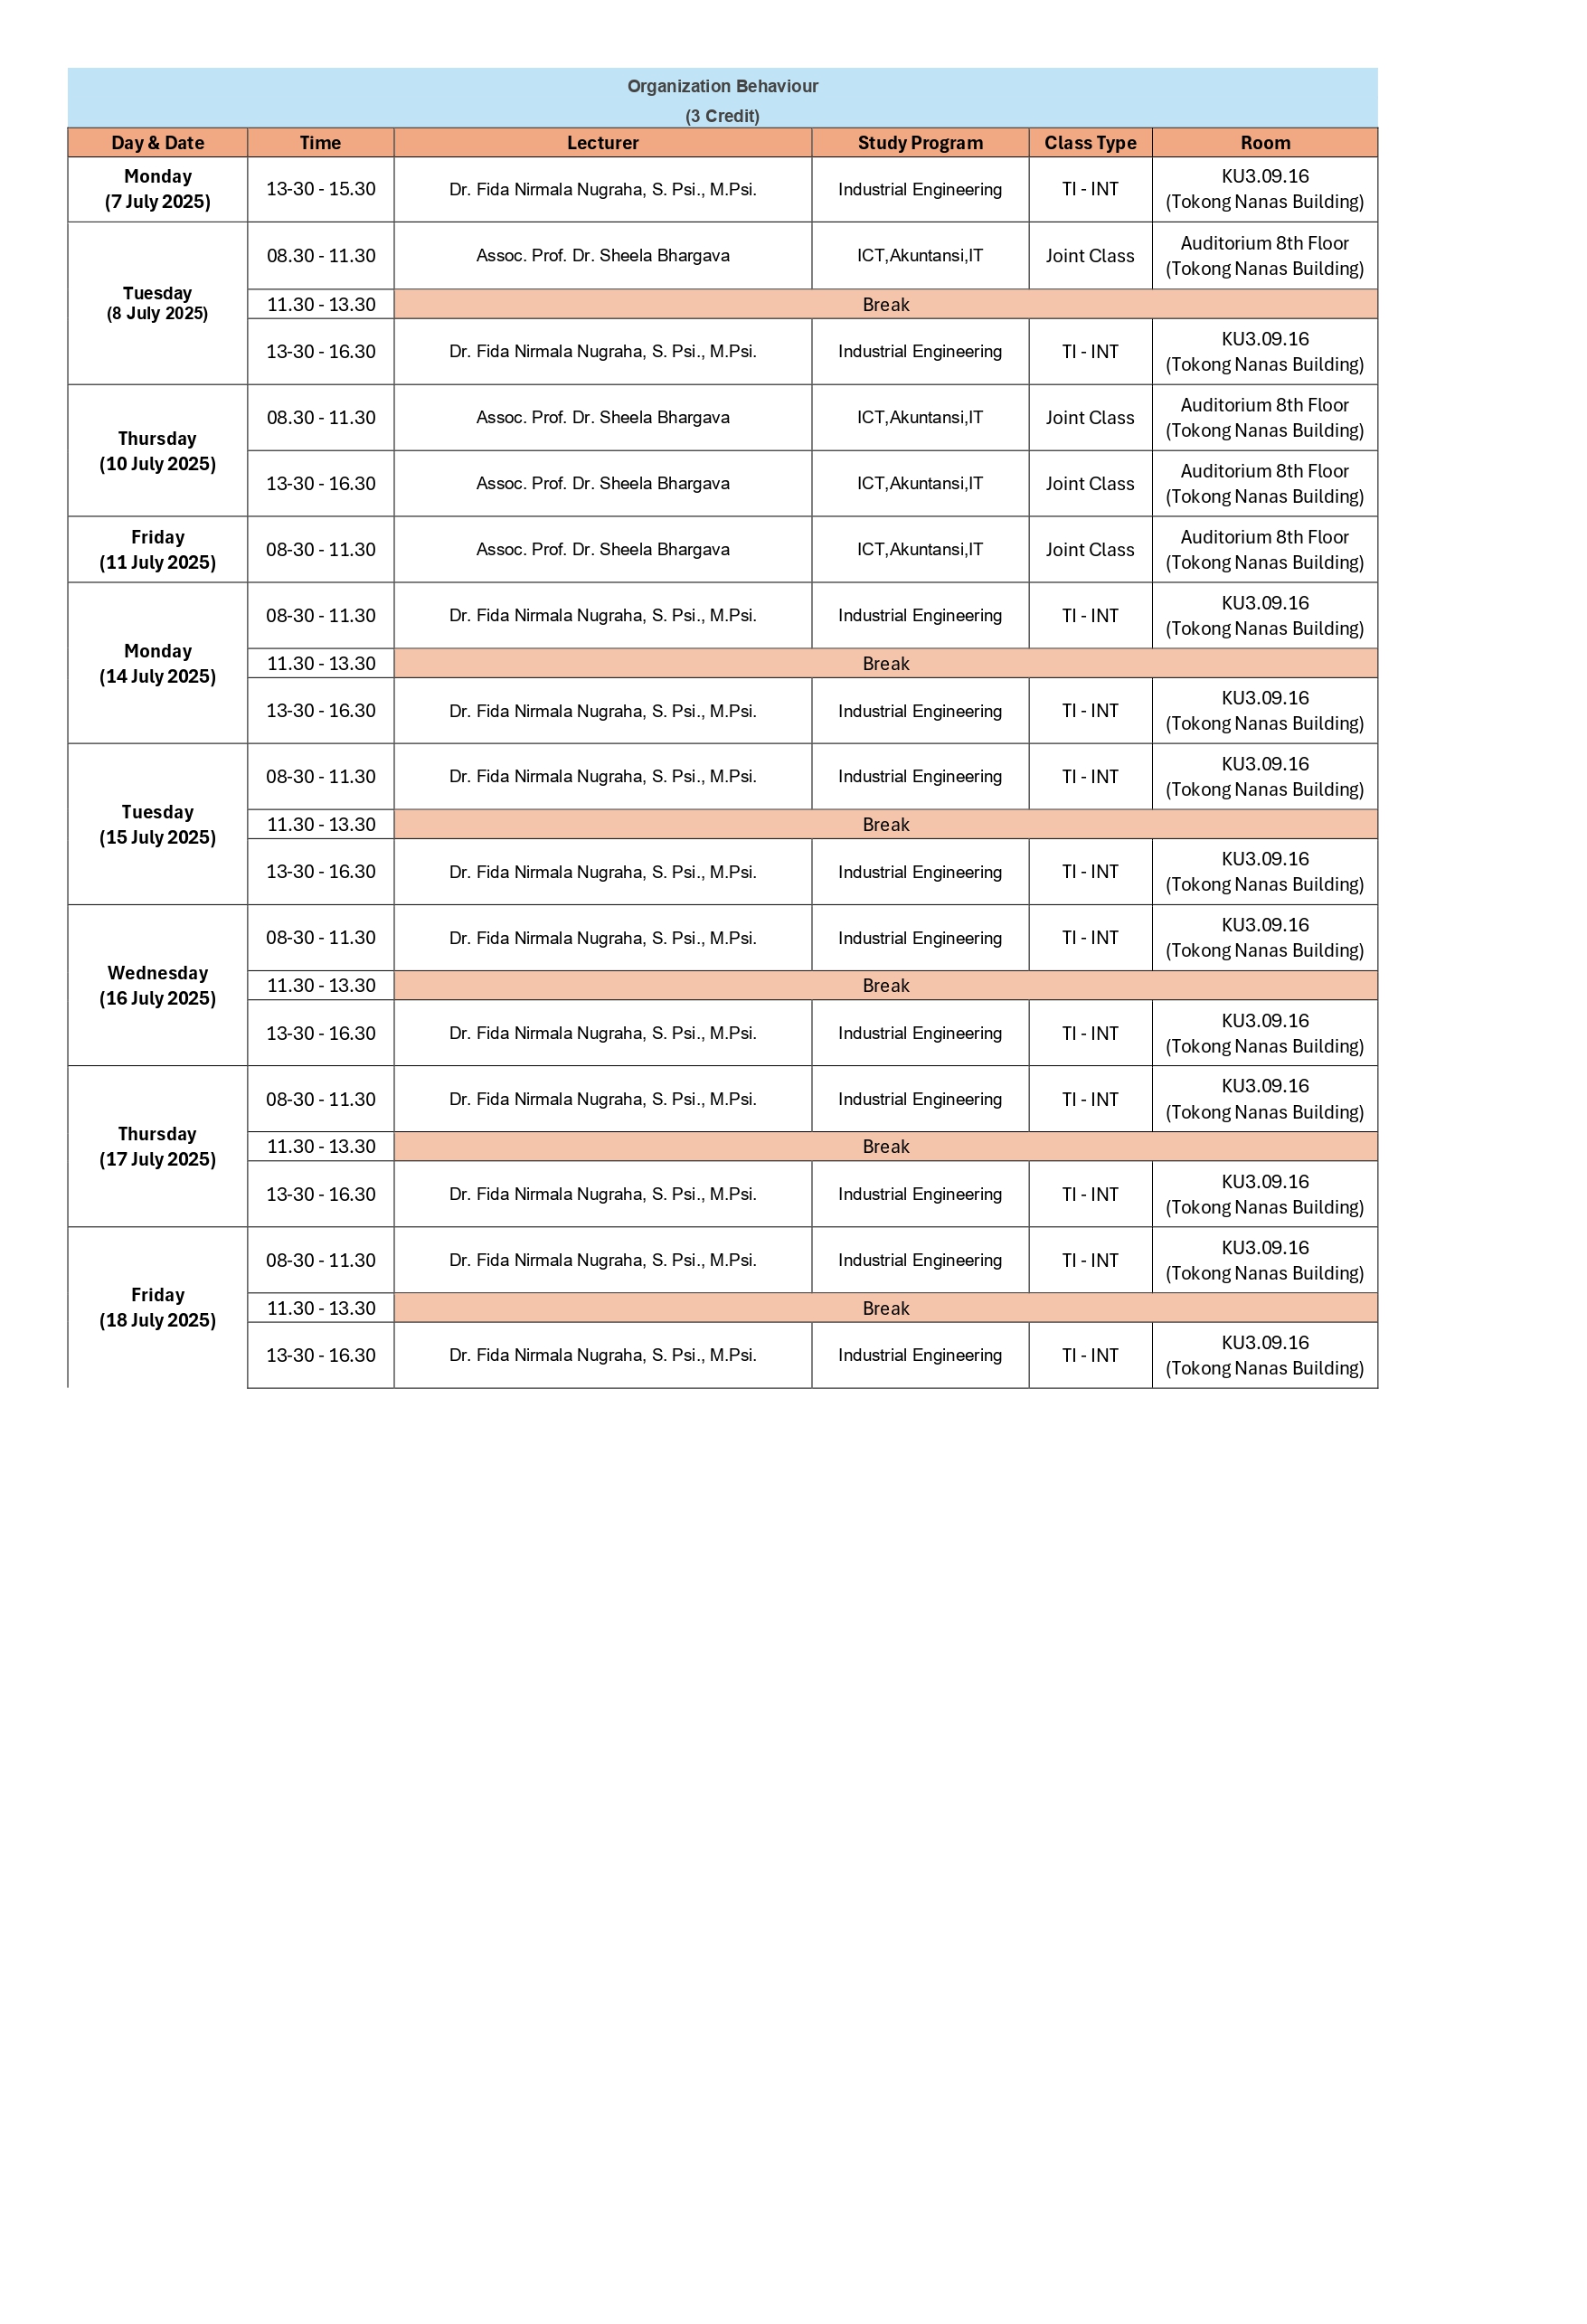 Organization Behaviour
(3 Credit)
Day & Date Time Lecturer Study Program Class Type Room
Monday
(7 July 2025)
13-30 - 15.30 Dr. Fida Nirmala Nugraha, S. Psi., M.Psi. Industrial Engineering TI - INT
KU3.09.16
(Tokong Nanas Building)
Tuesday
(8 July 2025)
08.30 - 11.30 Assoc. Prof. Dr. Sheela Bhargava ICT,Akuntansi,IT Joint Class
Auditorium 8th Floor
(Tokong Nanas Building)
11.30 - 13.30 Break
13-30 - 16.30 Dr. Fida Nirmala Nugraha, S. Psi., M.Psi. Industrial Engineering TI - INT
KU3.09.16
(Tokong Nanas Building)
Thursday
(10 July 2025)
08.30 - 11.30 Assoc. Prof. Dr. Sheela Bhargava ICT,Akuntansi,IT Joint Class
Auditorium 8th Floor
(Tokong Nanas Building)
13-30 - 16.30 Assoc. Prof. Dr. Sheela Bhargava ICT,Akuntansi,IT Joint Class
Auditorium 8th Floor
(Tokong Nanas Building)
Friday
(11 July 2025)
08-30 - 11.30 Assoc. Prof. Dr. Sheela Bhargava ICT,Akuntansi,IT Joint Class
Auditorium 8th Floor
(Tokong Nanas Building)
Monday
(14 July 2025)
08-30 - 11.30 Dr. Fida Nirmala Nugraha, S. Psi., M.Psi. Industrial Engineering TI - INT
KU3.09.16
(Tokong Nanas Building)
11.30 - 13.30 Break
13-30 - 16.30 Dr. Fida Nirmala Nugraha, S. Psi., M.Psi. Industrial Engineering TI - INT
KU3.09.16
(Tokong Nanas Building)
Tuesday
(15 July 2025)
08-30 - 11.30 Dr. Fida Nirmala Nugraha, S. Psi., M.Psi. Industrial Engineering TI - INT
KU3.09.16
(Tokong Nanas Building)
11.30 - 13.30 Break
13-30 - 16.30 Dr. Fida Nirmala Nugraha, S. Psi., M.Psi. Industrial Engineering TI - INT
KU3.09.16
(Tokong Nanas Building)
Wednesday
(16 July 2025)
08-30 - 11.30 Dr. Fida Nirmala Nugraha, S. Psi., M.Psi. Industrial Engineering TI - INT
KU3.09.16
(Tokong Nanas Building)
11.30 - 13.30 Break
13-30 - 16.30 Dr. Fida Nirmala Nugraha, S. Psi., M.Psi. Industrial Engineering TI - INT
KU3.09.16
(Tokong Nanas Building)
Thursday
(17 July 2025)
08-30 - 11.30 Dr. Fida Nirmala Nugraha, S. Psi., M.Psi. Industrial Engineering TI - INT
KU3.09.16
(Tokong Nanas Building)
11.30 - 13.30 Break
13-30 - 16.30 Dr. Fida Nirmala Nugraha, S. Psi., M.Psi. Industrial Engineering TI - INT
KU3.09.16
(Tokong Nanas Building)
Friday
(18 July 2025)
08-30 - 11.30 Dr. Fida Nirmala Nugraha, S. Psi., M.Psi. Industrial Engineering TI - INT
KU3.09.16
(Tokong Nanas Building)
11.30 - 13.30 Break
13-30 - 16.30 Dr. Fida Nirmala Nugraha, S. Psi., M.Psi. Industrial Engineering TI - INT
KU3.09.16
(Tokong Nanas Building)